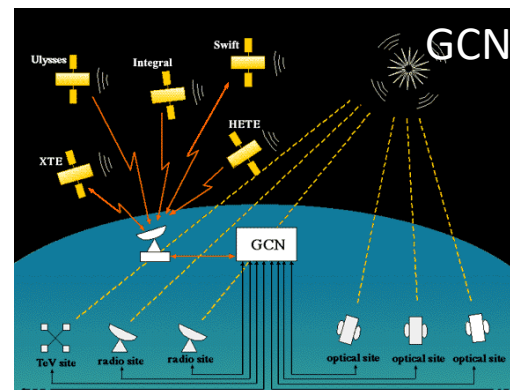 GCN
Swift
Ulysses
Integral
HETE
XTE
GCN
TeV site
radio site
radio site
optical site
optical site
optical site